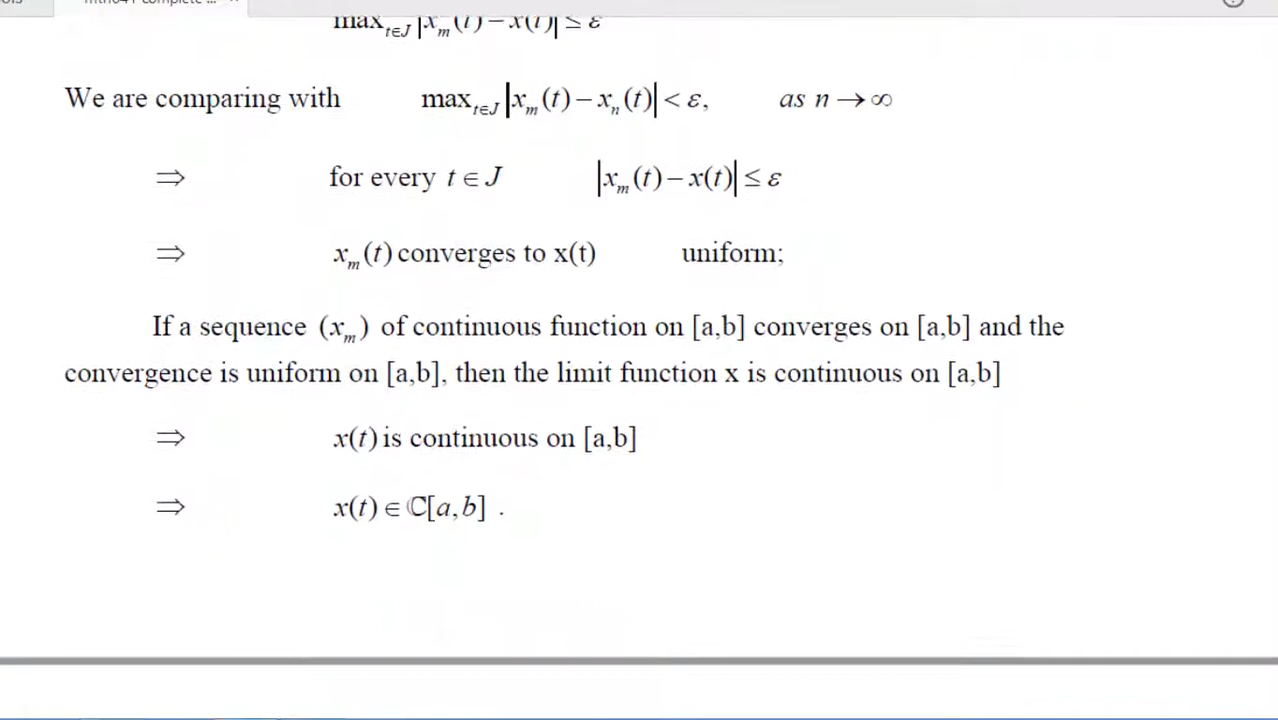 max_{t∈J} |x_m(t) − x(t)| ≤ ε
We are comparing with max_{t∈J} |x_m(t) − x_n(t)| < ε, as n → ∞
⇒ for every t ∈ J |x_m(t) − x(t)| ≤ ε
⇒ x_m(t) converges to x(t) uniform;
If a sequence (x_m) of continuous function on [a,b] converges on [a,b] and the
convergence is uniform on [a,b], then the limit function x is continuous on [a,b]
⇒ x(t) is continuous on [a,b]
⇒ x(t) ∈ ℂ[a,b] .